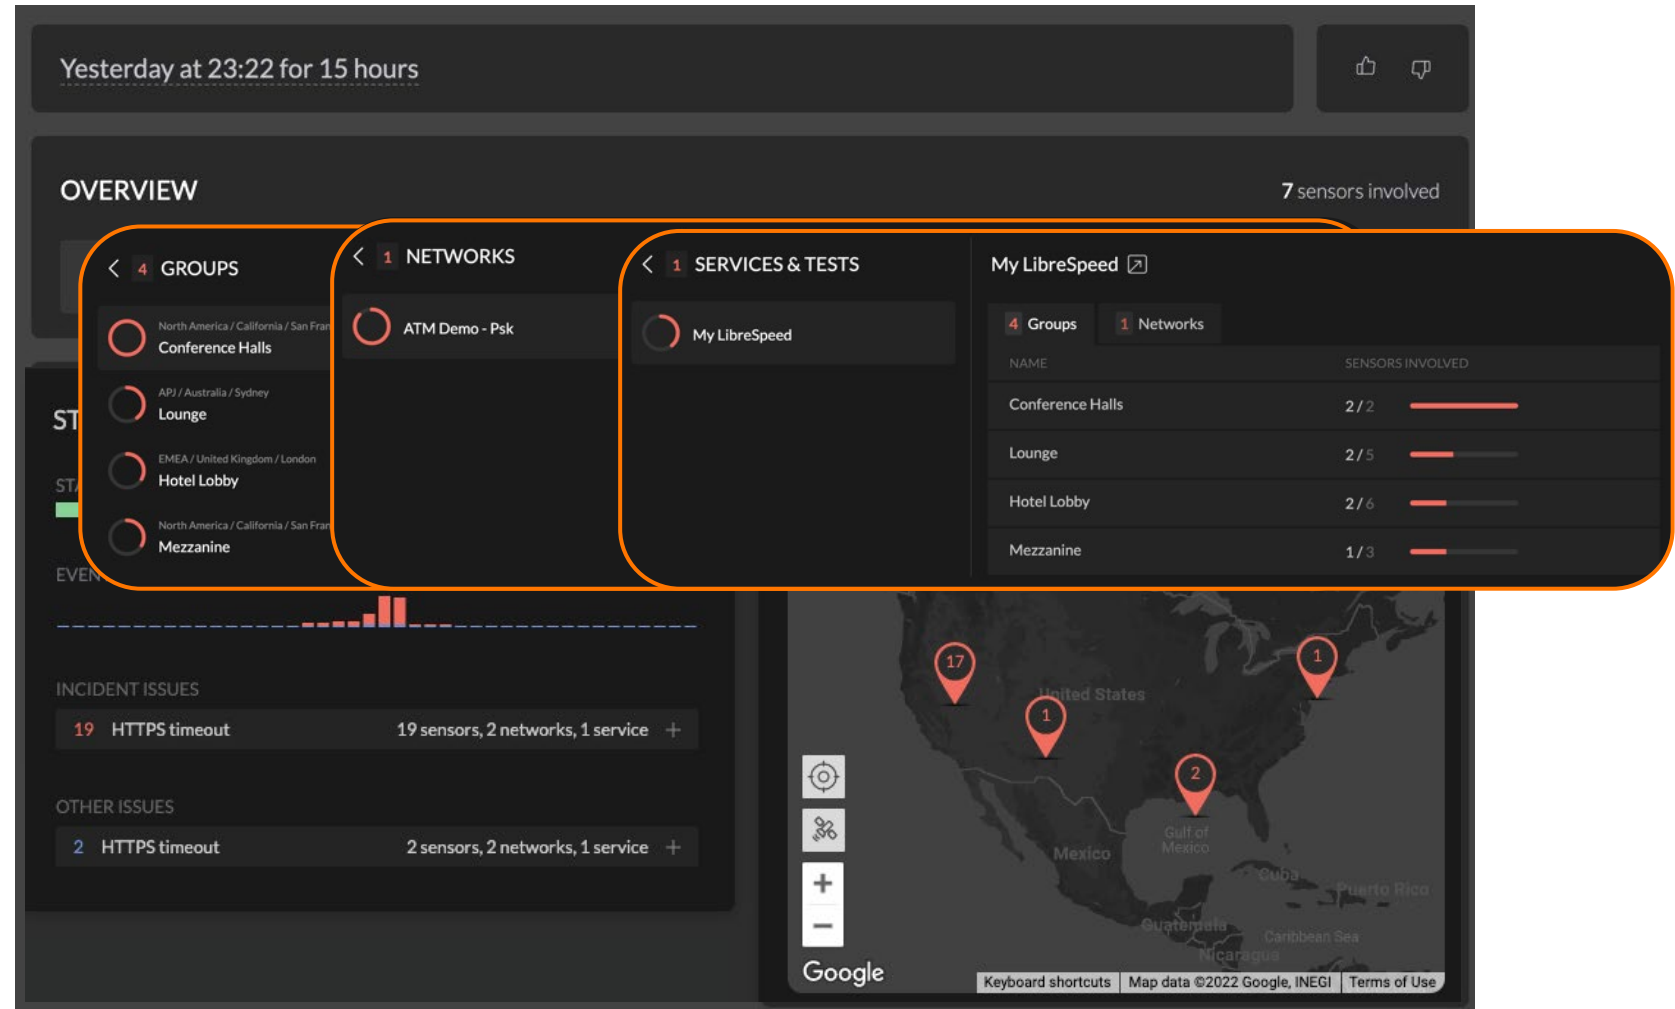 Yesterday at 23:22 for 15 hours
OVERVIEW
7 sensors involved
4 GROUPS
North America / California / San Fran
Conference Halls
APJ / Australia / Sydney
Lounge
EMEA / United Kingdom / London
Hotel Lobby
North America / California / San Fran
Mezzanine
1 NETWORKS
ATM Demo - Psk
1 SERVICES & TESTS
My LibreSpeed
My LibreSpeed
4 Groups 1 Networks
NAME SENSORS INVOLVED
Conference Halls 2 / 2
Lounge 2 / 5
Hotel Lobby 2 / 6
Mezzanine 1 / 3
ST
STA
EVEN
INCIDENT ISSUES
19 HTTPS timeout 19 sensors, 2 networks, 1 service +
OTHER ISSUES
2 HTTPS timeout 2 sensors, 2 networks, 1 service +
17
1
1
2
United States
Gulf of
Mexico
Mexico
Cuba
Puerto Rico
Guatemala
Caribbean Sea
Nicaragua
+
−
Google
Keyboard shortcuts Map data ©2022 Google, INEGI Terms of Use